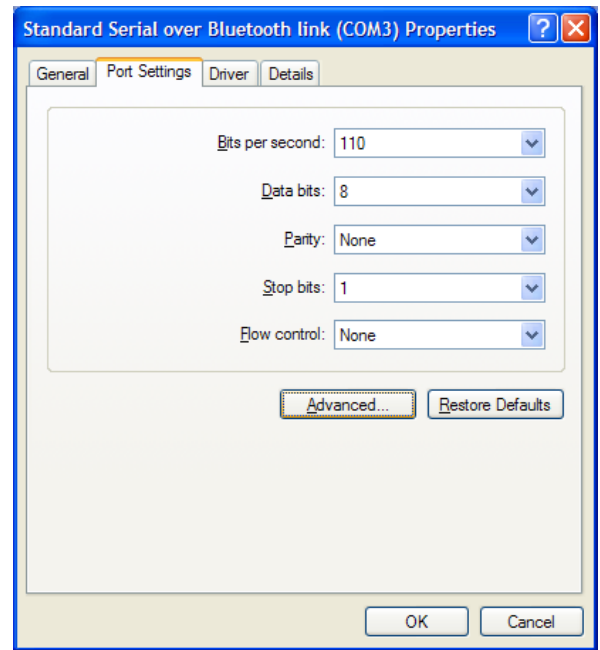 Standard Serial over Bluetooth link (COM3) Properties
General Port Settings Driver Details
Bits per second: 110
Data bits: 8
Parity: None
Stop bits: 1
Flow control: None
Advanced... Restore Defaults
OK Cancel